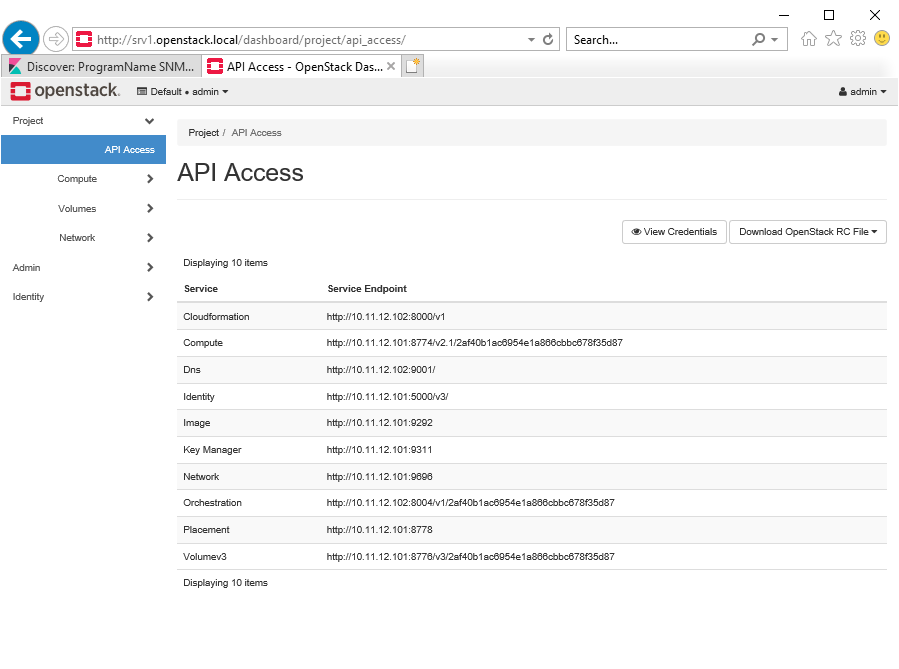 http://srv1.openstack.local/dashboard/project/api_access/
Search...
Discover: ProgramName SNM...
API Access - OpenStack Das...
openstack.
Default • admin
admin
Project
API Access
Compute
Volumes
Network
Admin
Identity
Project / API Access
API Access
View Credentials
Download OpenStack RC File
Displaying 10 items
Service Service Endpoint
Cloudformation http://10.11.12.102:8000/v1
Compute http://10.11.12.101:8774/v2.1/2af40b1ac6954e1a866cbbc678f35d87
Dns http://10.11.12.102:9001/
Identity http://10.11.12.101:5000/v3/
Image http://10.11.12.101:9292
Key Manager http://10.11.12.101:9311
Network http://10.11.12.101:9696
Orchestration http://10.11.12.102:8004/v1/2af40b1ac6954e1a866cbbc678f35d87
Placement http://10.11.12.101:8778
Volumev3 http://10.11.12.101:8776/v3/2af40b1ac6954e1a866cbbc678f35d87
Displaying 10 items